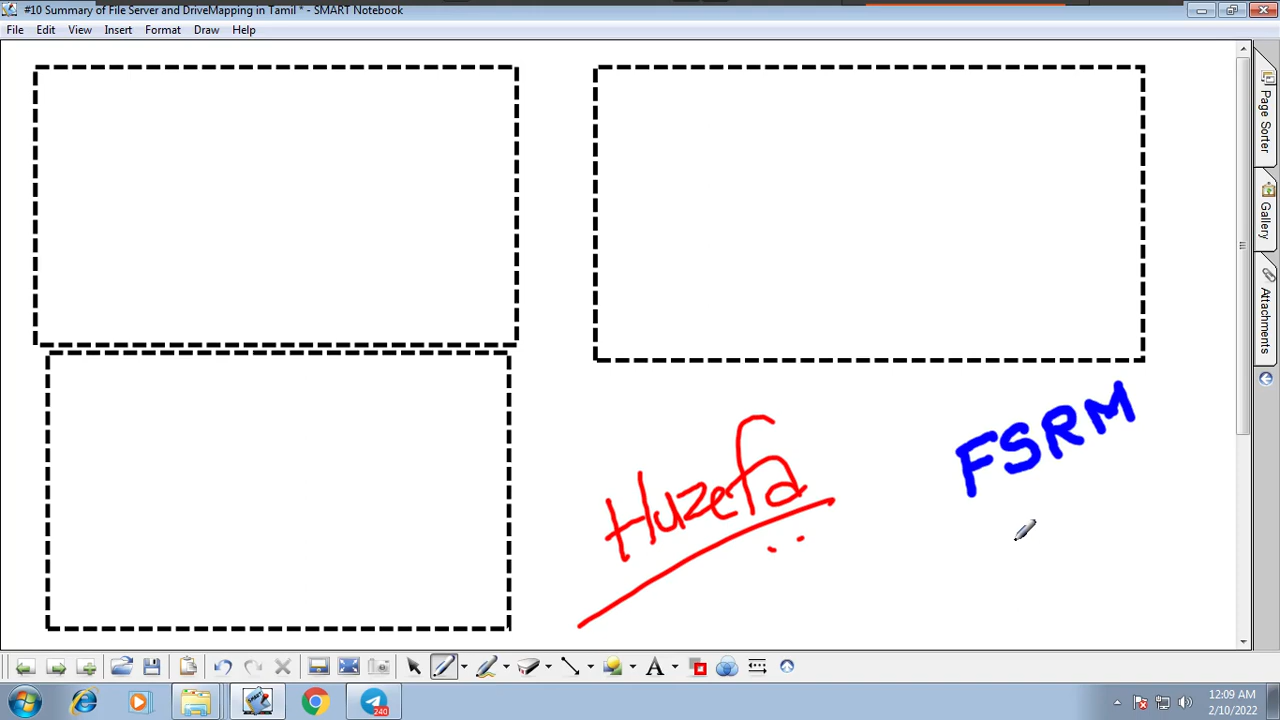 #10 Summary of File Server and DriveMapping in Tamil * - SMART Notebook
File Edit View Insert Format Draw Help
Page Sorter
Gallery
Attachments
FSRM
Huzefa
A
240
12:09 AM
2/10/2022